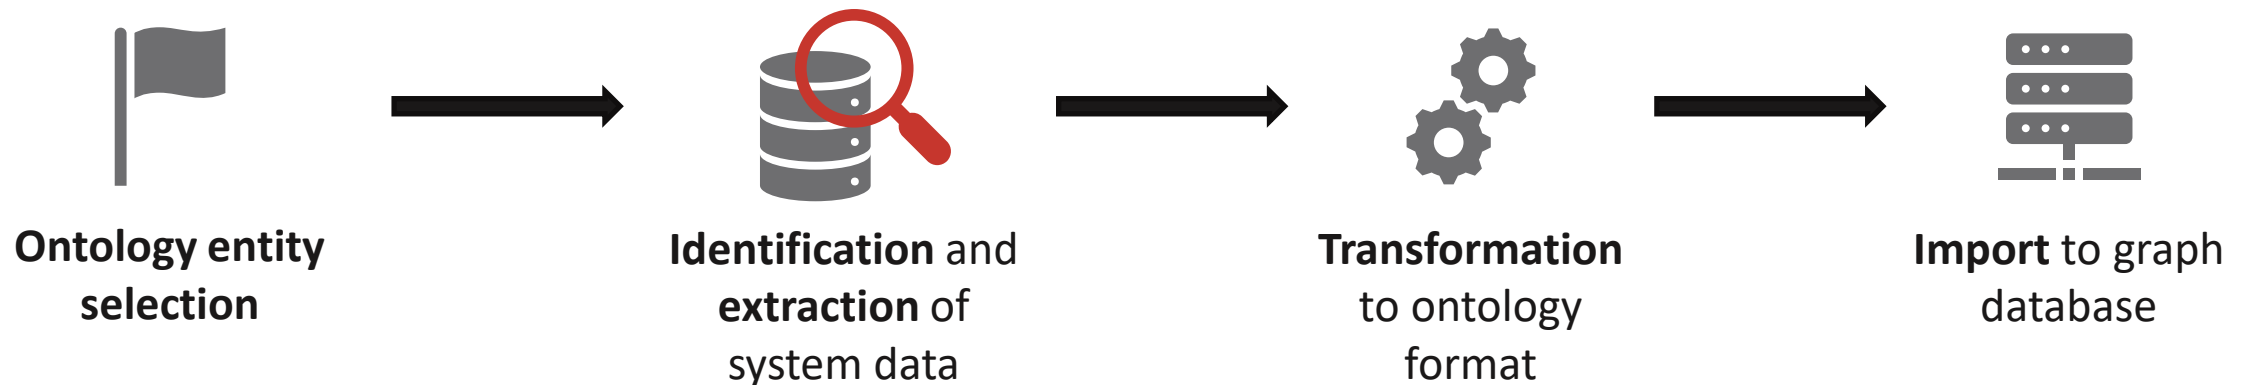 Ontology entity
selection
Identification and
extraction of
system data
Transformation
to ontology
format
Import to graph
database